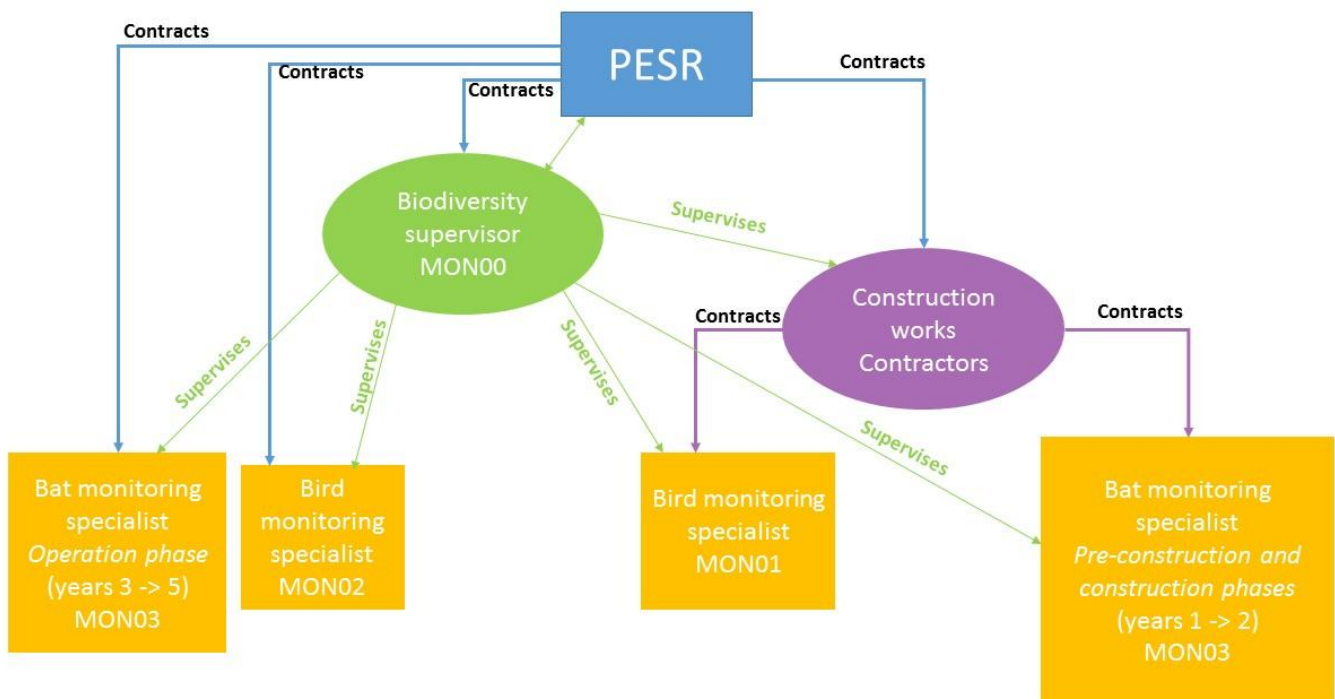 Contracts
PESR
Contracts
Contracts
Contracts
Biodiversity
supervisor
MON00
Supervises
Construction
works
Contractors
Contracts
Contracts
Supervises
Supervises
Supervises
Supervises
Bat monitoring
specialist
Operation phase
(years 3 -> 5)
MON03
Bird
monitoring
specialist
MON02
Bird monitoring
specialist
MON01
Bat monitoring
specialist
Pre-construction and
construction phases
(years 1 -> 2)
MON03